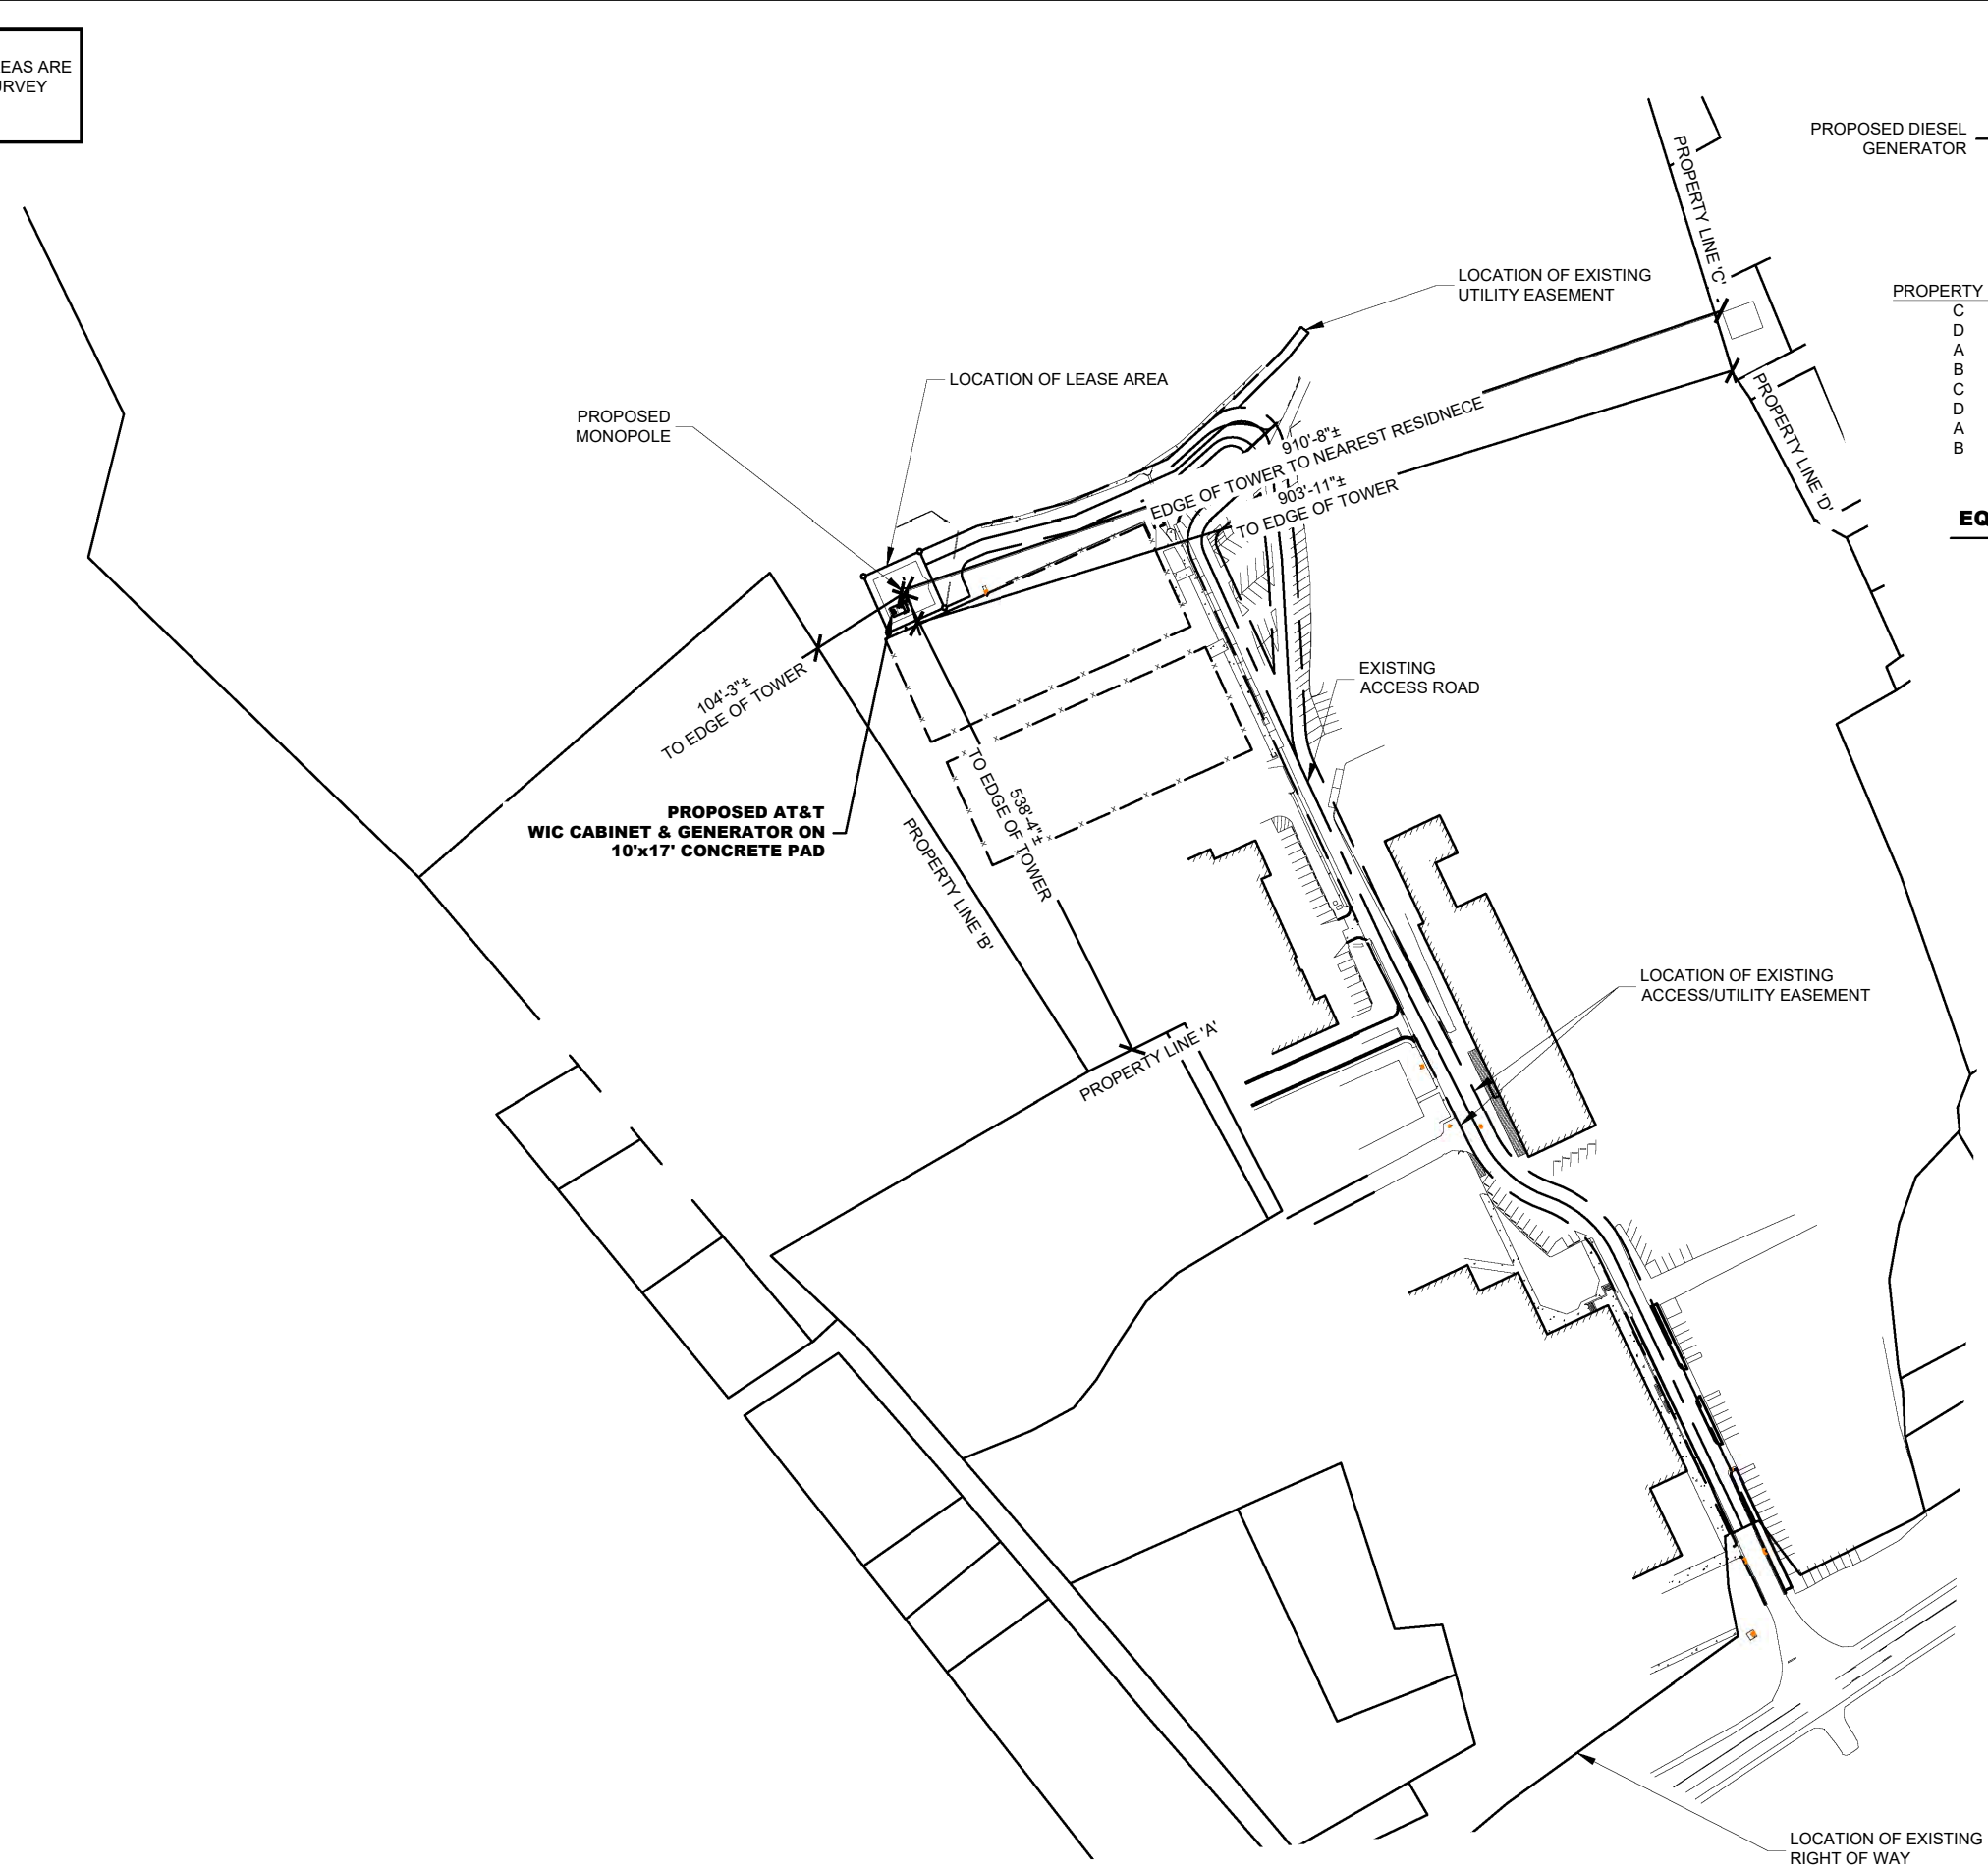 EAS ARE
URVEY
PROPOSED DIESEL
GENERATOR
PROPERTY LINE 'C'
PROPERTY
C
D
A
B
C
D
A
B
EQ
LOCATION OF EXISTING
UTILITY EASEMENT
LOCATION OF LEASE AREA
PROPOSED
MONOPOLE
910'-8"±
EDGE OF TOWER TO NEAREST RESIDNECE
903'-11"±
TO EDGE OF TOWER
PROPERTY LINE 'D'
104'-3"±
TO EDGE OF TOWER
EXISTING
ACCESS ROAD
538'-4"±
TO EDGE OF TOWER
PROPOSED AT&T
WIC CABINET & GENERATOR ON
10'x17' CONCRETE PAD
PROPERTY LINE 'B'
LOCATION OF EXISTING
ACCESS/UTILITY EASEMENT
PROPERTY LINE 'A'
LOCATION OF EXISTING
RIGHT OF WAY